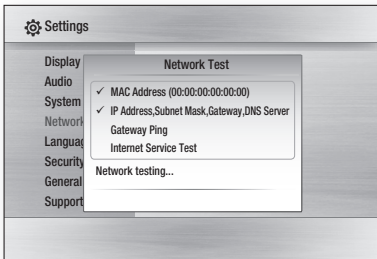 Settings
Display
Network Test
Audio
✓ MAC Address (00:00:00:00:00:00)
System
✓ IP Address,Subnet Mask,Gateway,DNS Server
Network
Gateway Ping
Languag
Internet Service Test
Security
Network testing...
General
Support